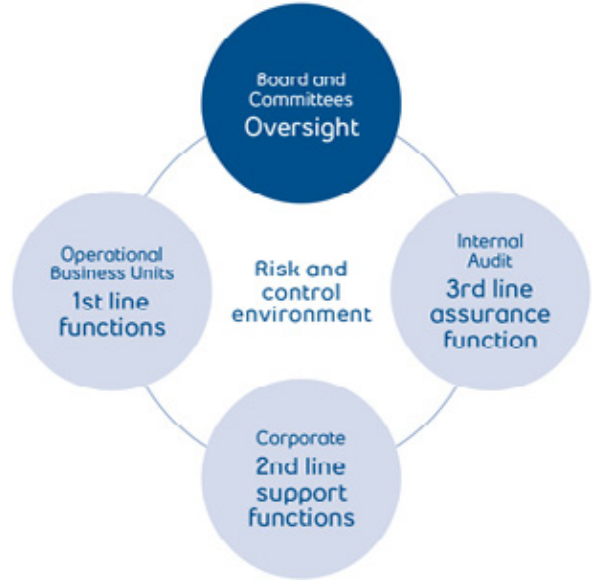 Board and
Committees
Oversight
Operational
Business Units
1st line
functions
Risk and
control
environment
Internal
Audit
3rd line
assurance
function
Corporate
2nd line
support
functions